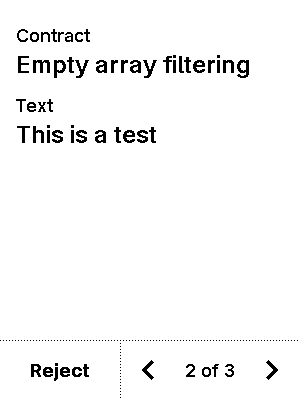 Contract
Empty array filtering
Text
This is a test
Reject
2 of 3